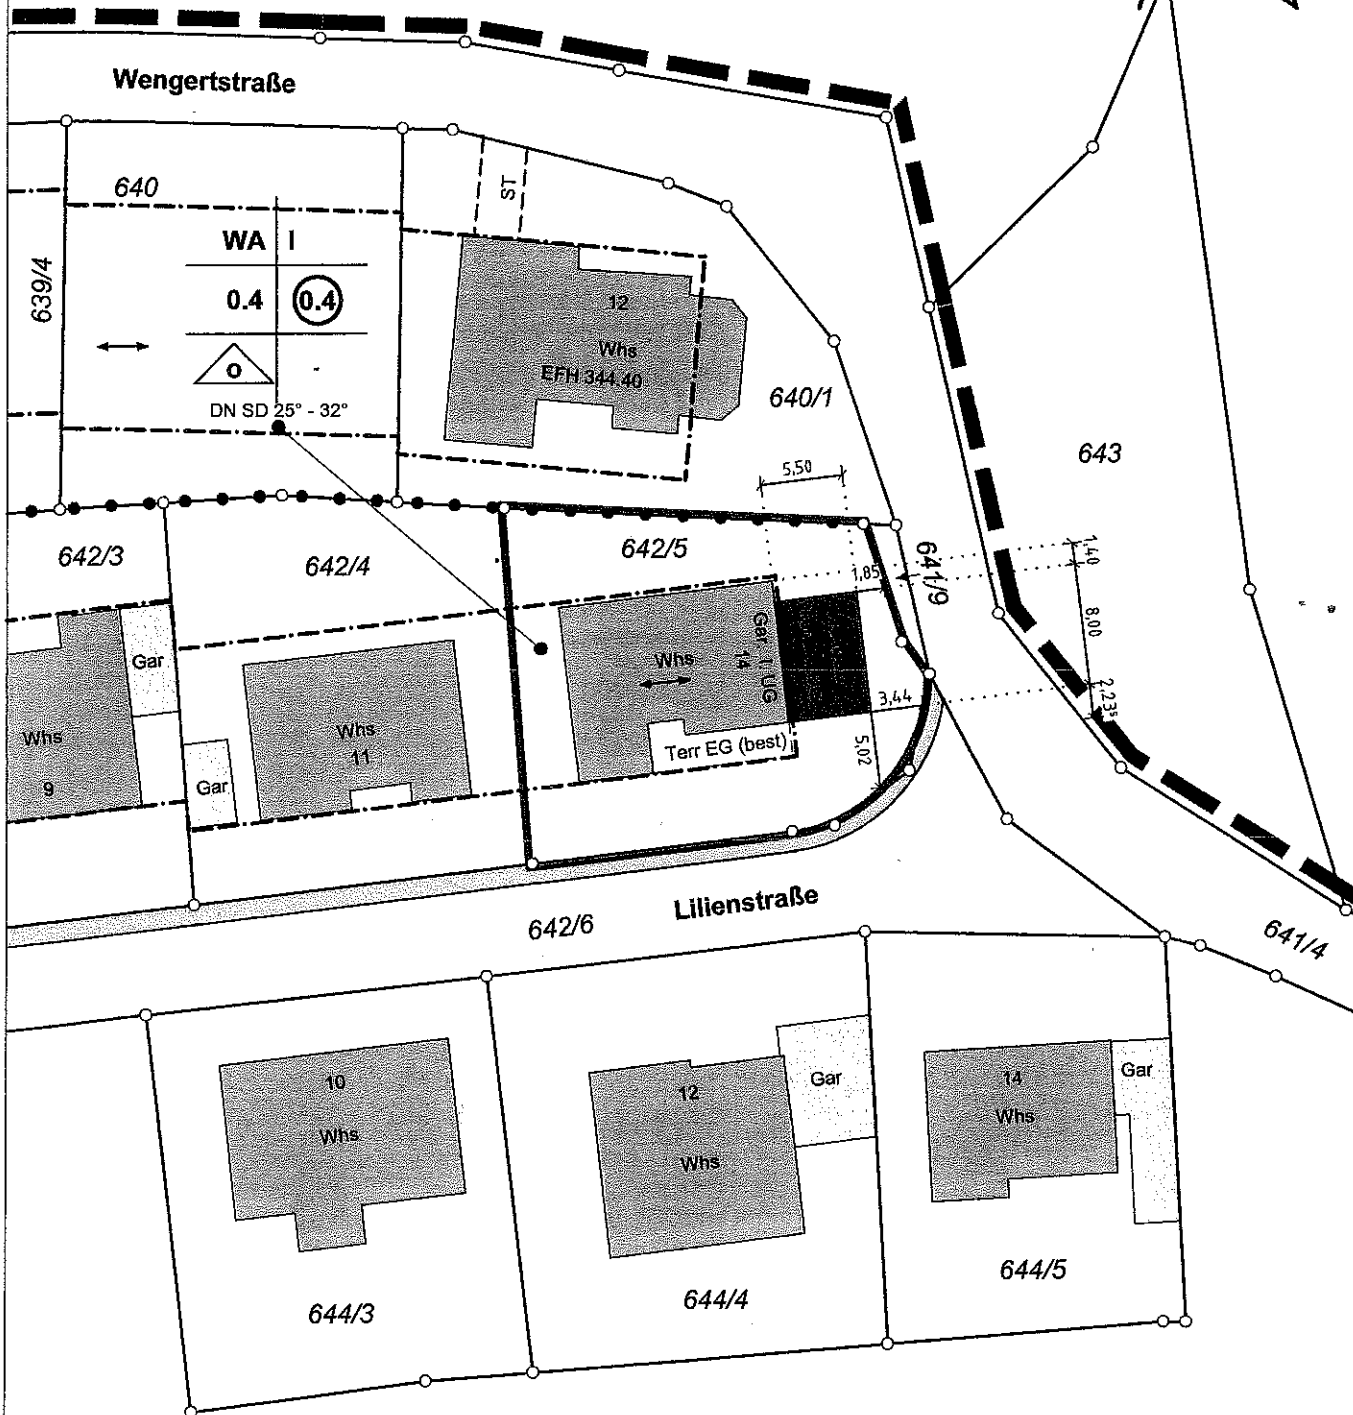 Wengertstraße
640
ST
639/4
WA I
0.4 0.4
o -
DN SD 25° - 32°
12
Whs
EFH 344.40
640/1
643
5,50
642/3
642/4
642/5
641/9
1,40
1,85
8,00
2,23⁵
Gar
Whs
9
Whs
11
Gar
Whs
14
Gar 1 UG
3,44
5,02
Terr EG (best)
Lilienstraße
642/6
641/4
10
Whs
12
Whs
Gar
14
Whs
Gar
644/3
644/4
644/5